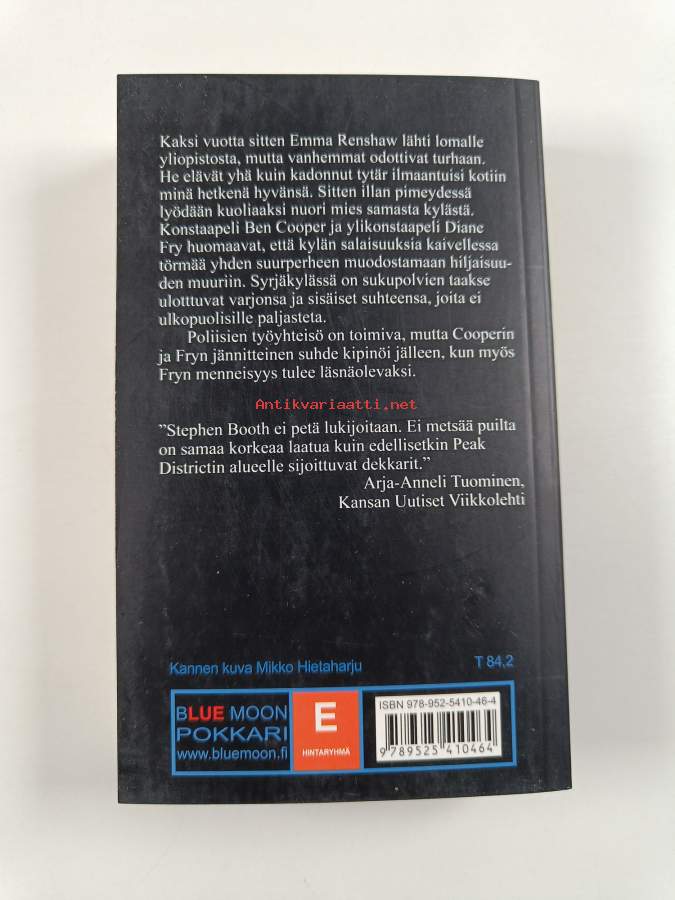 Kaksi vuotta sitten Emma Renshaw lähti lomalle
yliopistosta, mutta vanhemmat odottivat turhaan.
He elävät yhä kuin kadonnut tytär ilmaantuisi kotiin
minä hetkenä hyvänsä. Sitten illan pimeydessä
lyödään kuoliaaksi nuori mies samasta kylästä.
Konstaapeli Ben Cooper ja ylikonstaapeli Diane
Fry huomaavat, että kylän salaisuuksia kaivellessa
törmää yhden suurperheen muodostamaan hiljaisuu-
den muuriin. Syrjäkylässä on sukupolvien taakse
ulotttuvat varjonsa ja sisäiset suhteensa, joita ei
ulkopuolisille paljasteta.
Poliisien työyhteisö on toimiva, mutta Cooperin
ja Fryn jännitteinen suhde kipinöi jälleen, kun myös
Fryn menneisyys tulee läsnäolevaksi.
Antikvariaatti.net
”Stephen Booth ei petä lukijoitaan. Ei metsää puilta
on samaa korkeaa laatua kuin edellisetkin Peak
Districtin alueelle sijoittuvat dekkarit.”
Arja-Anneli Tuominen,
Kansan Uutiset Viikkolehti
Kannen kuva Mikko Hietaharju
T 84.2
BLUE MOON
POKKARI
www.bluemoon.fi
E
HINTARYHMÄ
ISBN 978-952-5410-46-4
9 789525 410464